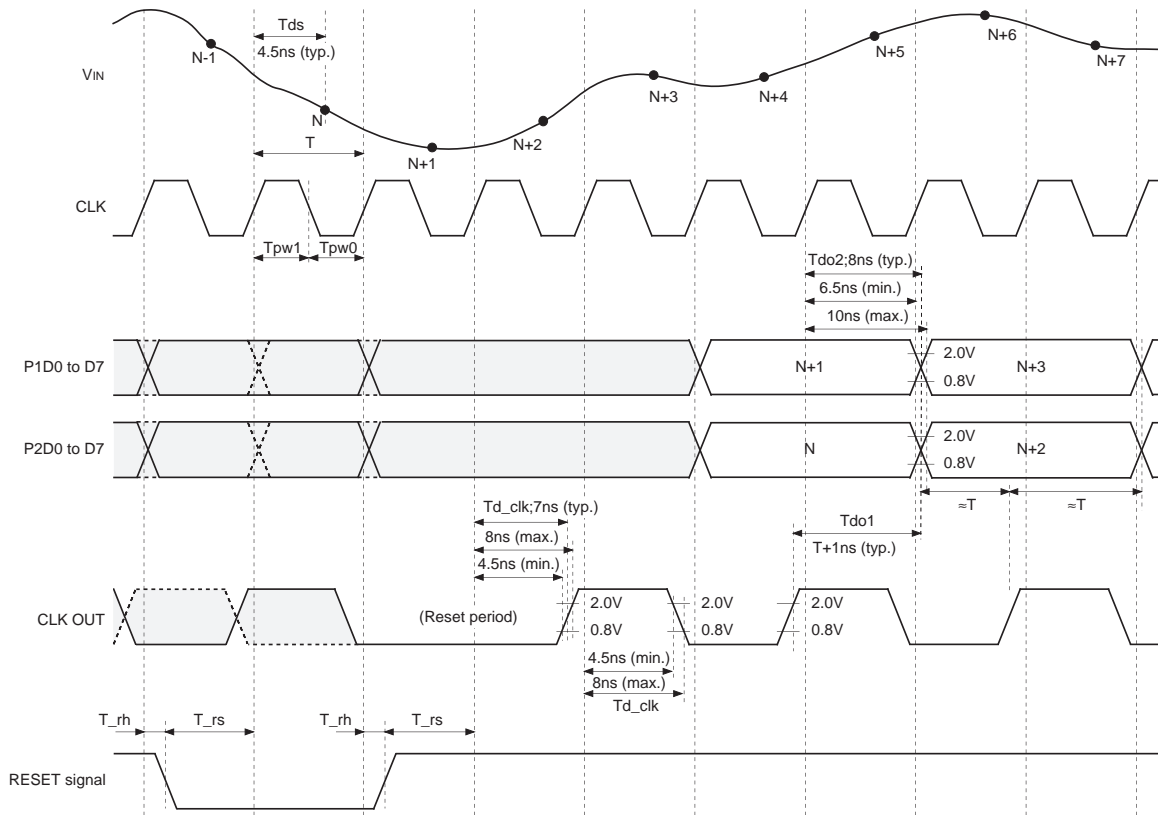 Tds
4.5ns (typ.)
N-1
VIN
N
T
N+1
N+2
N+3
N+4
N+5
N+6
N+7
CLK
Tpw1
Tpw0
Tdo2;8ns (typ.)
6.5ns (min.)
10ns (max.)
P1D0 to D7
N+1
2.0V
0.8V
N+3
P2D0 to D7
N
2.0V
0.8V
N+2
≈T
≈T
Td_clk;7ns (typ.)
8ns (max.)
4.5ns (min.)
Tdo1
T+1ns (typ.)
CLK OUT
(Reset period)
2.0V
0.8V
2.0V
0.8V
2.0V
0.8V
4.5ns (min.)
8ns (max.)
Td_clk
T_rh
T_rs
T_rh
T_rs
RESET signal